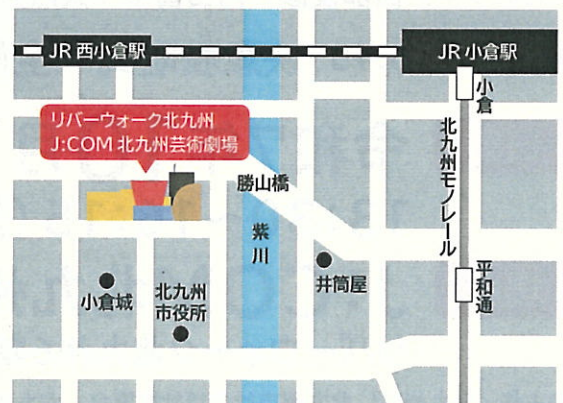 JR 西小倉駅
JR 小倉駅
小倉
リバーウォーク北九州
J:COM 北九州芸術劇場
北九州モノレール
勝山橋
紫川
井筒屋
平和通
小倉城
北九州
市役所